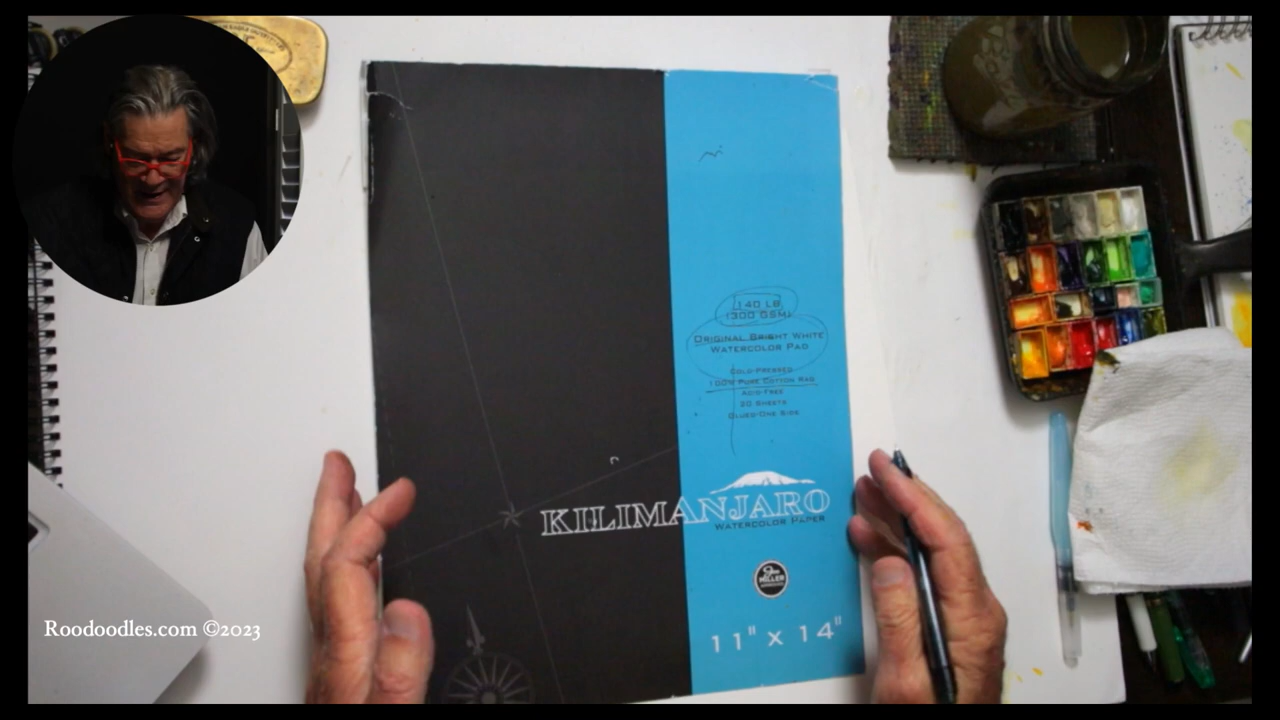 140 LB
(300 GSM)
ORIGINAL BRIGHT WHITE
WATERCOLOR PAD
COLD-PRESSED
100% PURE COTTON RAG
ACID-FREE
20 SHEETS
GLUED-ONE SIDE
KILIMANJARO
WATERCOLOR PAPER
MILLER
11" x 14"
Roodoodles.com ©2023